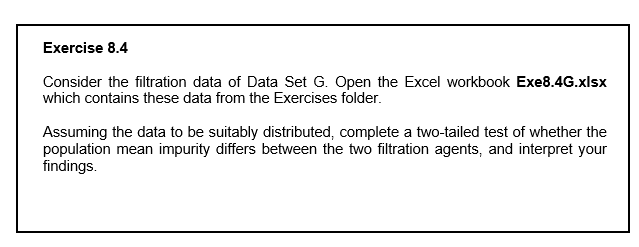 Exercise 8.4
Consider the filtration data of Data Set G. Open the Excel workbook Exe8.4G.xlsx
which contains these data from the Exercises folder.
Assuming the data to be suitably distributed, complete a two-tailed test of whether the
population mean impurity differs between the two filtration agents, and interpret your
findings.